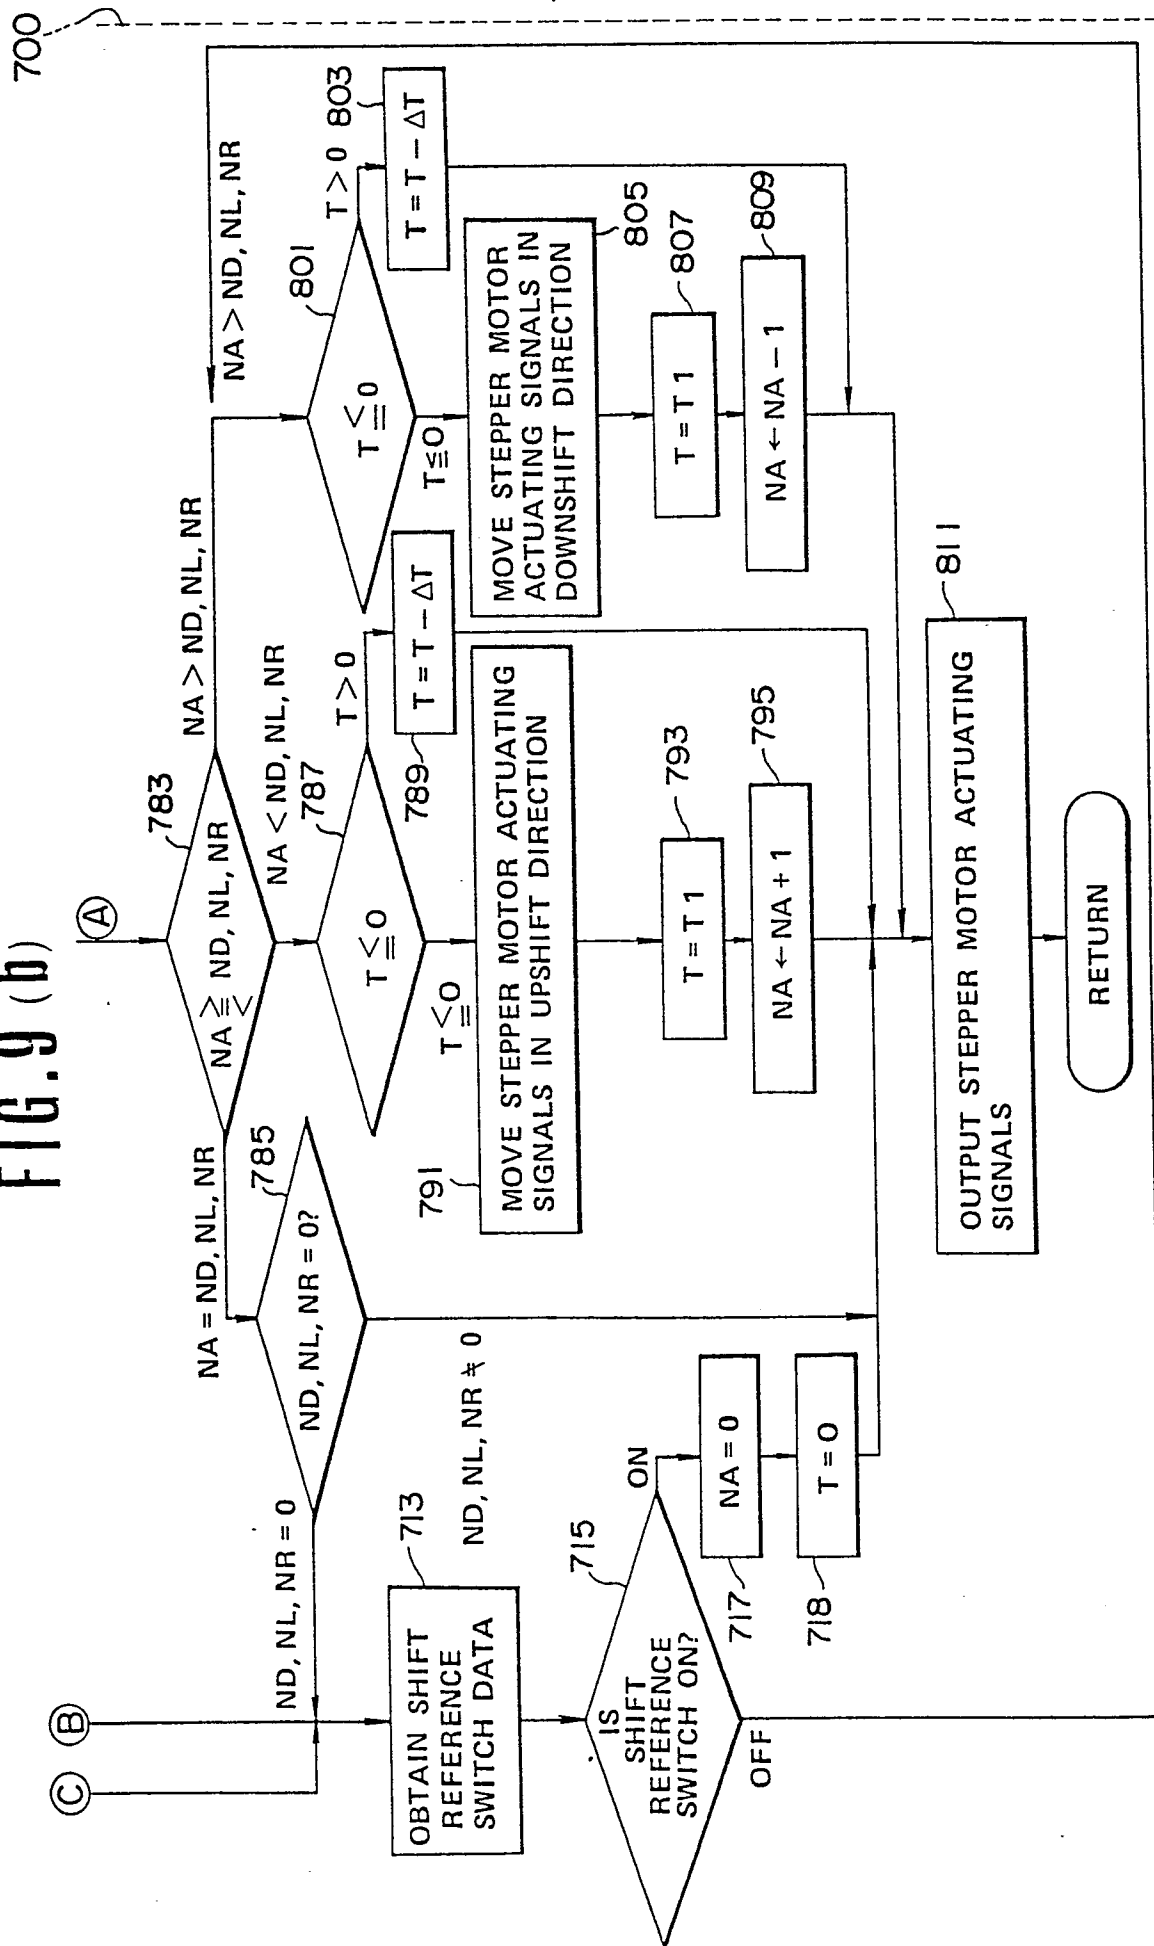 FIG. 9 (b)
700
A
B
C
783
NA ≧< ND, NL, NR
NA = ND, NL, NR
NA > ND, NL, NR
NA > ND, NL, NR
NA < ND, NL, NR
785
ND, NL, NR = 0?
ND, NL, NR = 0
ND, NL, NR ≠ 0
787
T ≦ 0
T > 0
T ≦ 0
789
T = T − ΔT
801
T ≦ 0
T > 0
T ≦ 0
803
T = T − ΔT
713
OBTAIN SHIFT
REFERENCE
SWITCH DATA
791
MOVE STEPPER MOTOR ACTUATING
SIGNALS IN UPSHIFT DIRECTION
805
MOVE STEPPER MOTOR
ACTUATING SIGNALS IN
DOWNSHIFT DIRECTION
715
IS
SHIFT
REFERENCE
SWITCH ON?
ON
OFF
717
NA = 0
718
T = 0
793
T = T 1
795
NA ← NA + 1
807
T = T 1
809
NA ← NA − 1
811
OUTPUT STEPPER MOTOR ACTUATING
SIGNALS
RETURN